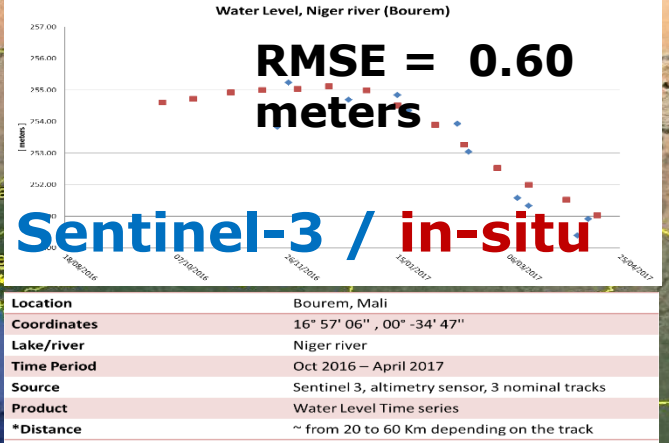 Water Level, Niger river (Bourem)
257.00
256.00
255.00
254.00
253.00
252.00
[meters]
RMSE = 0.60
meters
Sentinel-3 / in-situ
18/08/2016
07/10/2016
26/11/2016
15/01/2017
06/03/2017
25/04/2017
Location Bourem, Mali
Coordinates 16° 57' 06'' , 00° -34' 47''
Lake/river Niger river
Time Period Oct 2016 – April 2017
Source Sentinel 3, altimetry sensor, 3 nominal tracks
Product Water Level Time series
*Distance ~ from 20 to 60 Km depending on the track